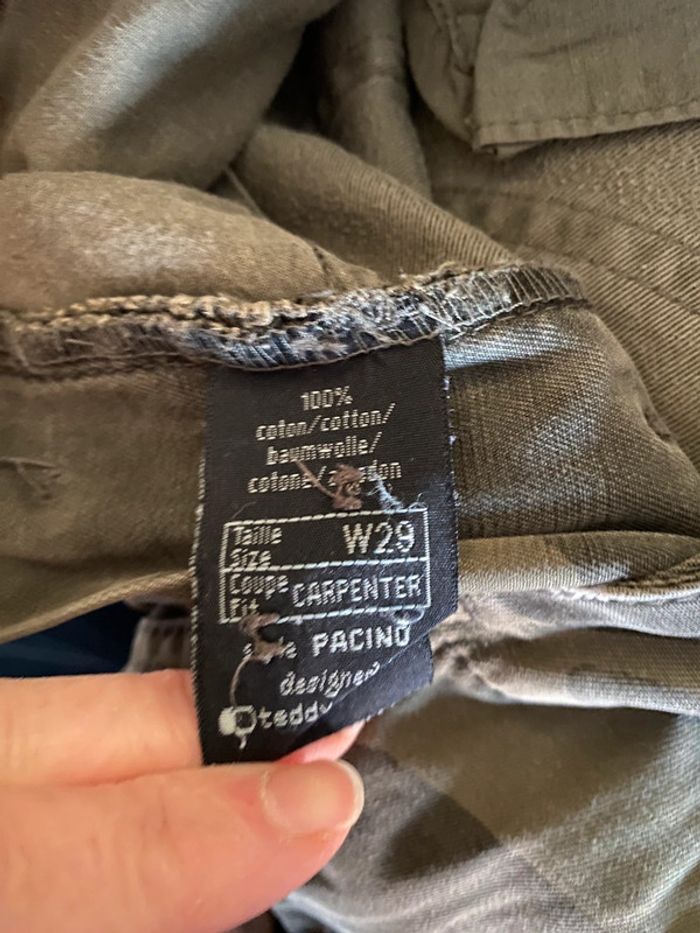 100%
coton/cotton/
baumwolle/
cotone/
Taille
Size
W29
Coupe
Fit
CARPENTER
PACINO
designed
teddy